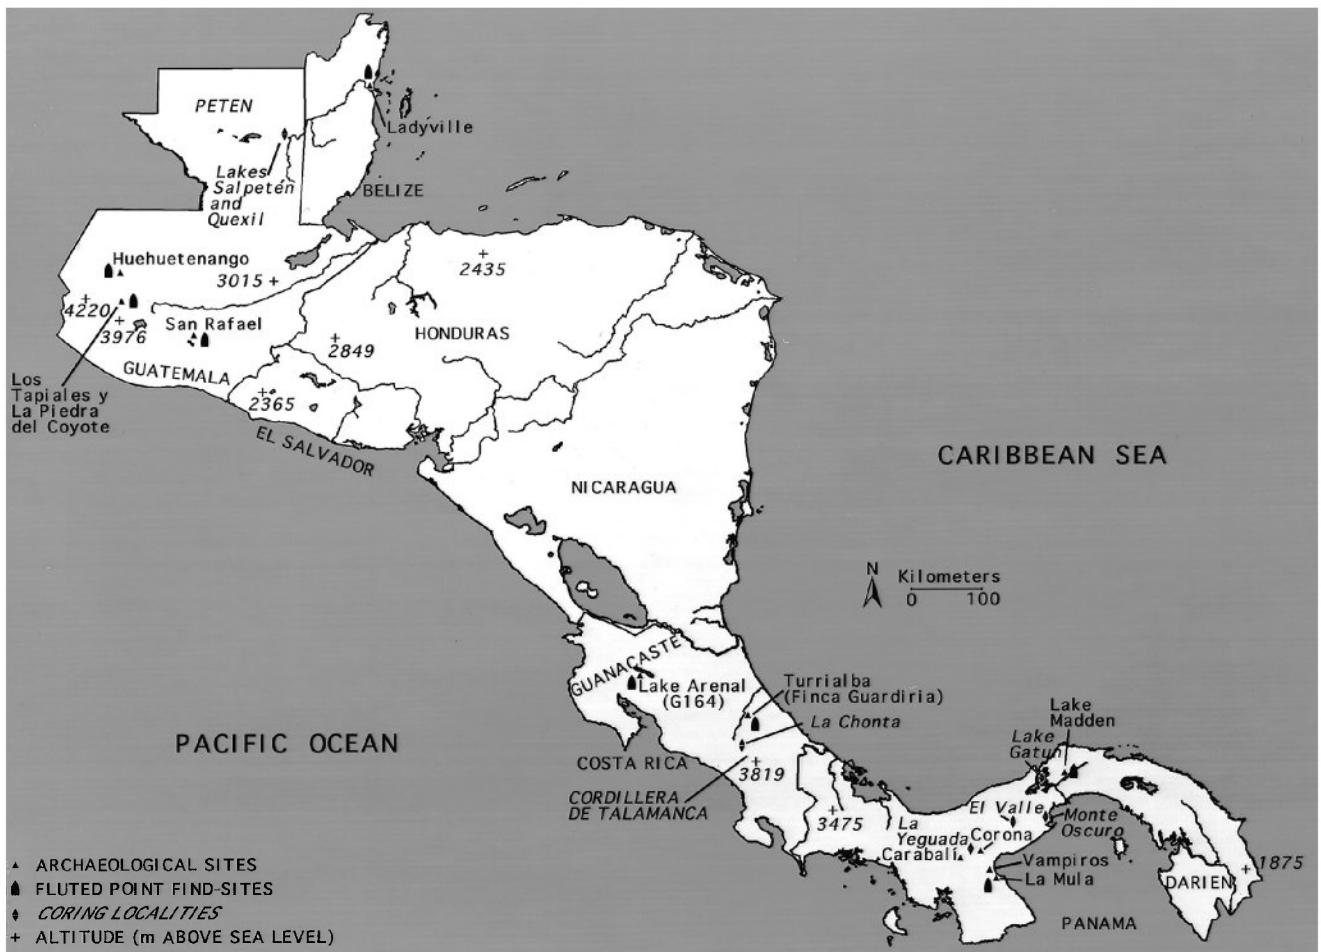 PETEN
Ladyville
Lakes
Salpetén
and
Quexil
BELIZE
Huehuetenango
3015
2435
4220
3976
San Rafael
2849
HONDURAS
GUATEMALA
Los
Tapiales y
La Piedra
del Coyote
2365
EL SALVADOR
CARIBBEAN SEA
NICARAGUA
N
Kilometers
0 100
GUANACASTE
Lake Arenal
(G164)
Turrialba
(Finca Guardiria)
La Chonta
Lake
Madden
Lake
Gatun
PACIFIC OCEAN
COSTA RICA
3819
CORDILLERA
DE TALAMANCA
3475
El Valle
Monte
Oscuro
La
Yeguada
Corona
Carabalí
Vampiros
La Mula
1875
DARIEN
PANAMA
ARCHAEOLOGICAL SITES
FLUTED POINT FIND-SITES
CORING LOCALITIES
+ ALTITUDE (m ABOVE SEA LEVEL)